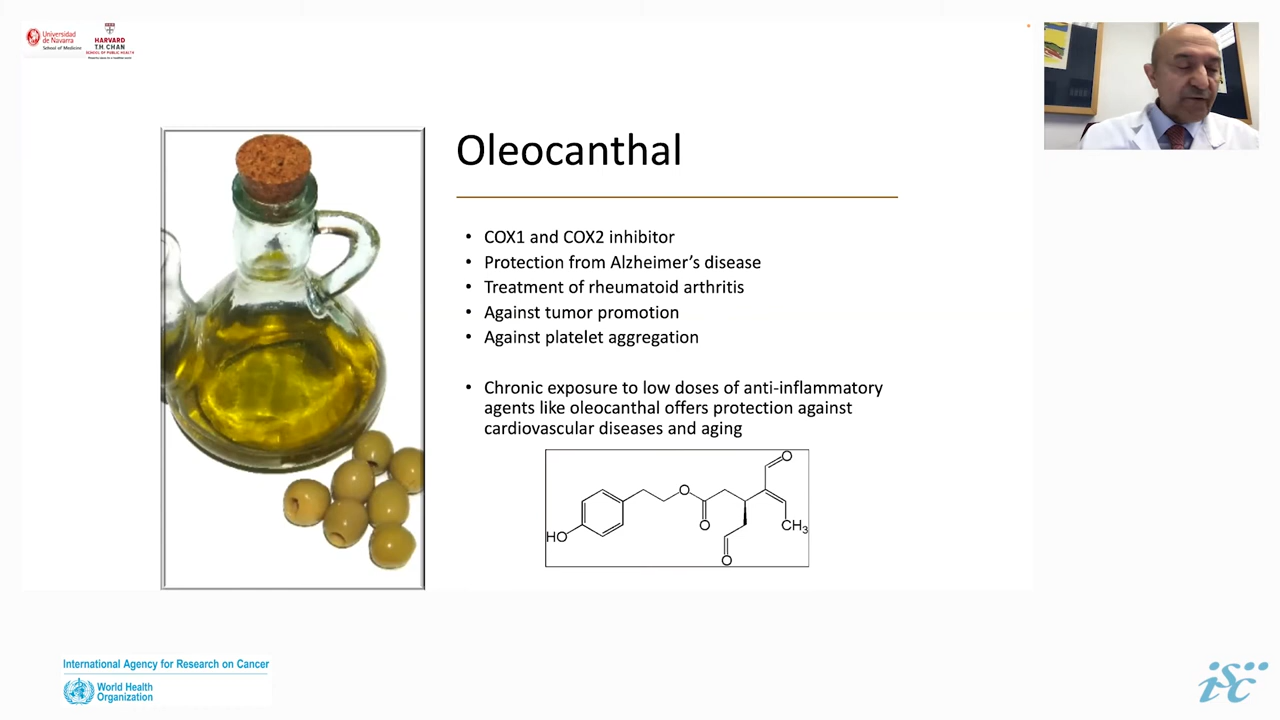 Universidad
de Navarra
School of Medicine
HARVARD
T.H. CHAN
SCHOOL OF PUBLIC HEALTH
Oleocanthal
• COX1 and COX2 inhibitor
• Protection from Alzheimer’s disease
• Treatment of rheumatoid arthritis
• Against tumor promotion
• Against platelet aggregation
• Chronic exposure to low doses of anti-inflammatory
agents like oleocanthal offers protection against
cardiovascular diseases and aging
O
O
O
HO
CH3
O
International Agency for Research on Cancer
World Health
Organization
isc